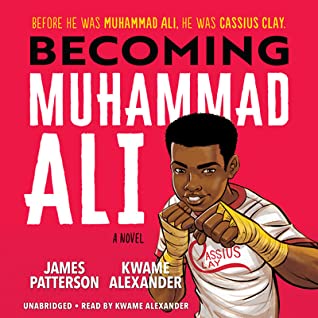 BEFORE HE WAS MUHAMMAD ALI, HE WAS CASSIUS CLAY.
BECOMING
MUHAMMAD
ALI
A NOVEL
JAMES PATTERSON
KWAME ALEXANDER
CASSIUS
CLAY
UNABRIDGED • READ BY KWAME ALEXANDER